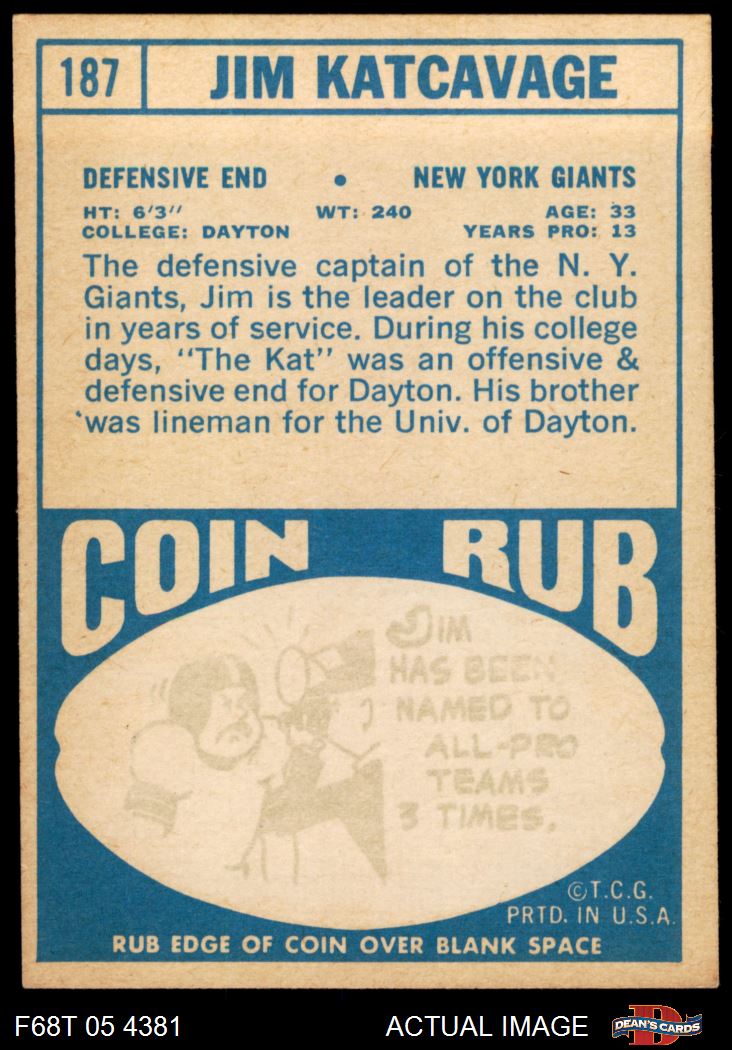 187 JIM KATCAVAGE
DEFENSIVE END • NEW YORK GIANTS
HT: 6'3" WT: 240 AGE: 33
COLLEGE: DAYTON YEARS PRO: 13
The defensive captain of the N. Y.
Giants, Jim is the leader on the club
in years of service. During his college
days, "The Kat" was an offensive &
defensive end for Dayton. His brother
'was lineman for the Univ. of Dayton.
COIN RUB
JIM
HAS BEEN
NAMED TO
ALL-PRO
TEAMS
3 TIMES.
©T.C.G.
PRTD. IN U.S.A.
RUB EDGE OF COIN OVER BLANK SPACE
F68T 05 4381 ACTUAL IMAGE DEAN'S CARDS